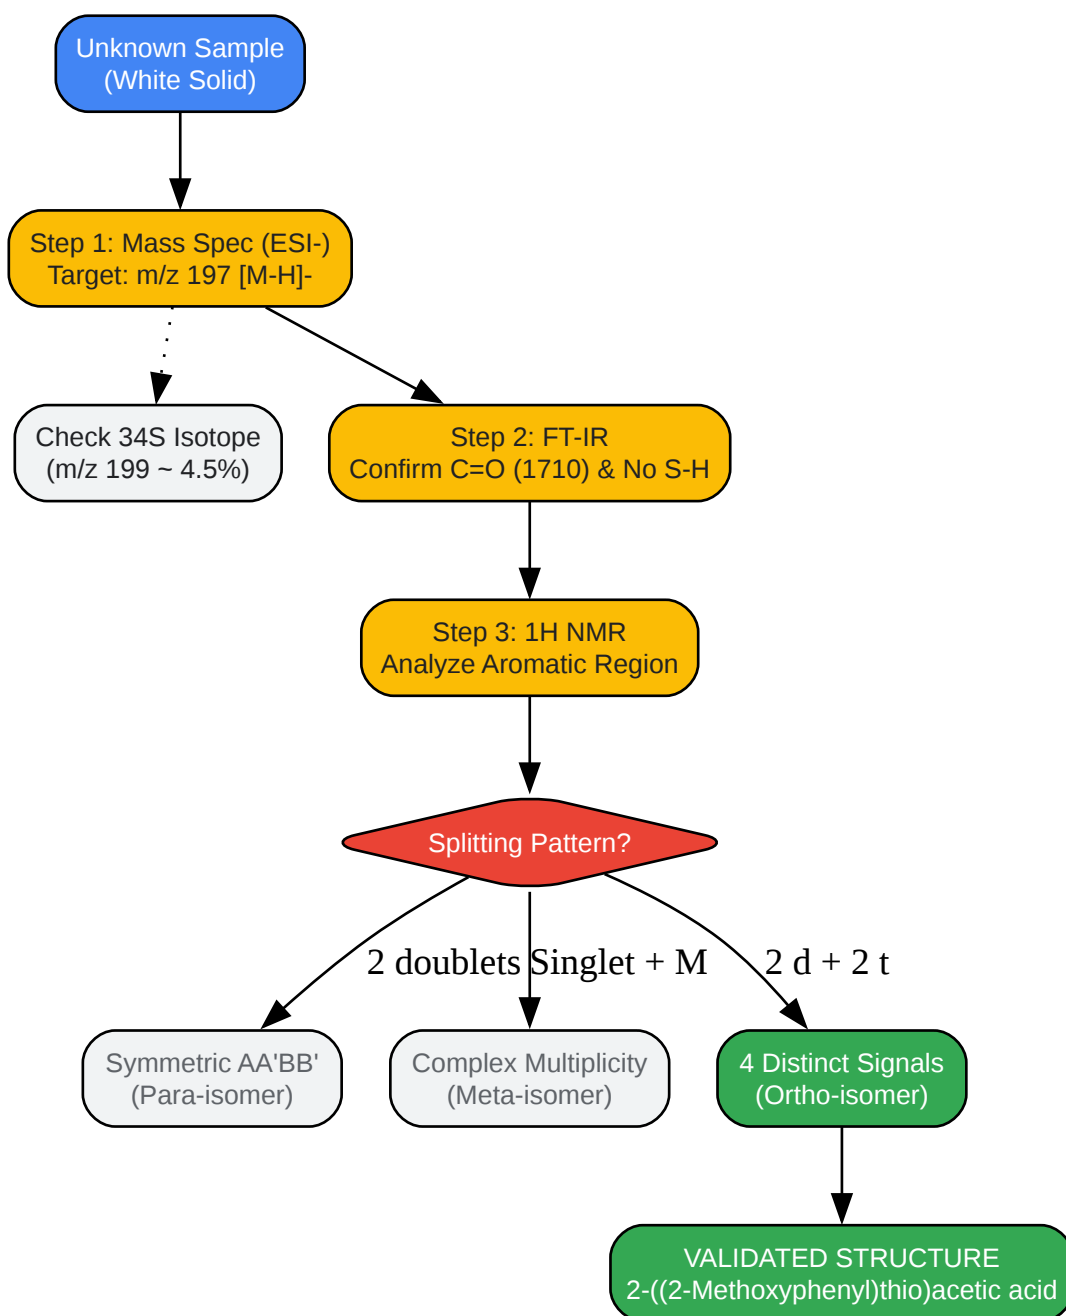 Unknown Sample
(White Solid)
Step 1: Mass Spec (ESI-)
Target: m/z 197 [M-H]-
Check 34S Isotope
(m/z 199 ~ 4.5%)
Step 2: FT-IR
Confirm C=O (1710) & No S-H
Step 3: 1H NMR
Analyze Aromatic Region
Splitting Pattern?
2 doublets
Singlet + M
2 d + 2 t
Symmetric AA'BB'
(Para-isomer)
Complex Multiplicity
(Meta-isomer)
4 Distinct Signals
(Ortho-isomer)
VALIDATED STRUCTURE
2-((2-Methoxyphenyl)thio)acetic acid